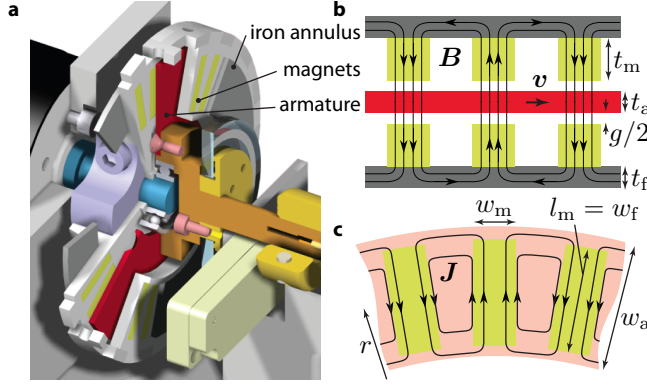 a
iron annulus
magnets
armature
b
B
v
t_m
t_a
g/2
t_f
c
w_m
l_m = w_f
J
r
w_a